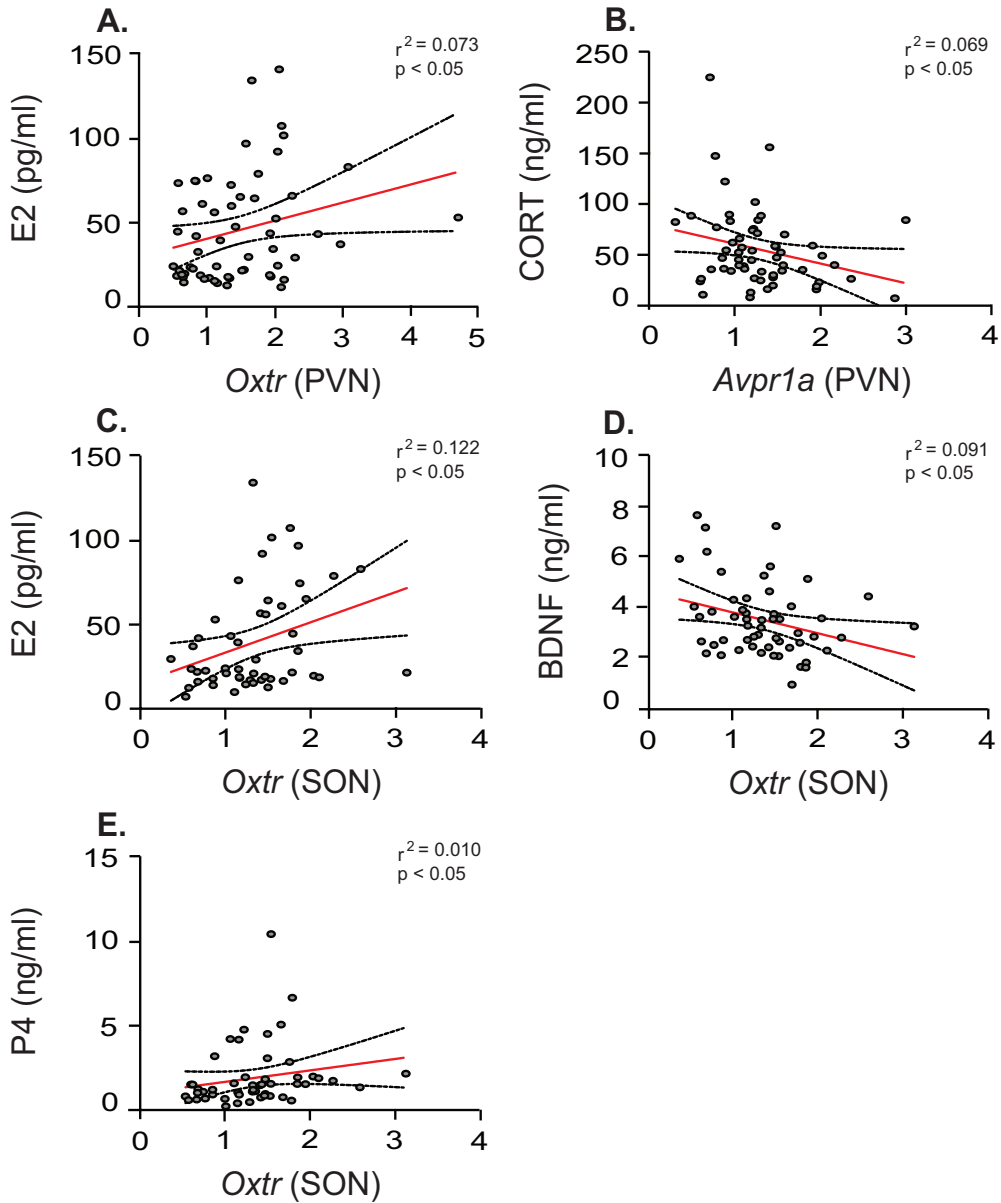 A.
r² = 0.073
p < 0.05
150
100
50
0
E2 (pg/ml)
0 1 2 3 4 5
Oxtr (PVN)
B.
r² = 0.069
p < 0.05
250
200
150
100
50
0
CORT (ng/ml)
0 1 2 3 4
Avpr1a (PVN)
C.
r² = 0.122
p < 0.05
150
100
50
0
E2 (pg/ml)
0 1 2 3 4
Oxtr (SON)
D.
r² = 0.091
p < 0.05
10
8
6
4
2
0
BDNF (ng/ml)
0 1 2 3 4
Oxtr (SON)
E.
r² = 0.010
p < 0.05
15
10
5
0
P4 (ng/ml)
0 1 2 3 4
Oxtr (SON)